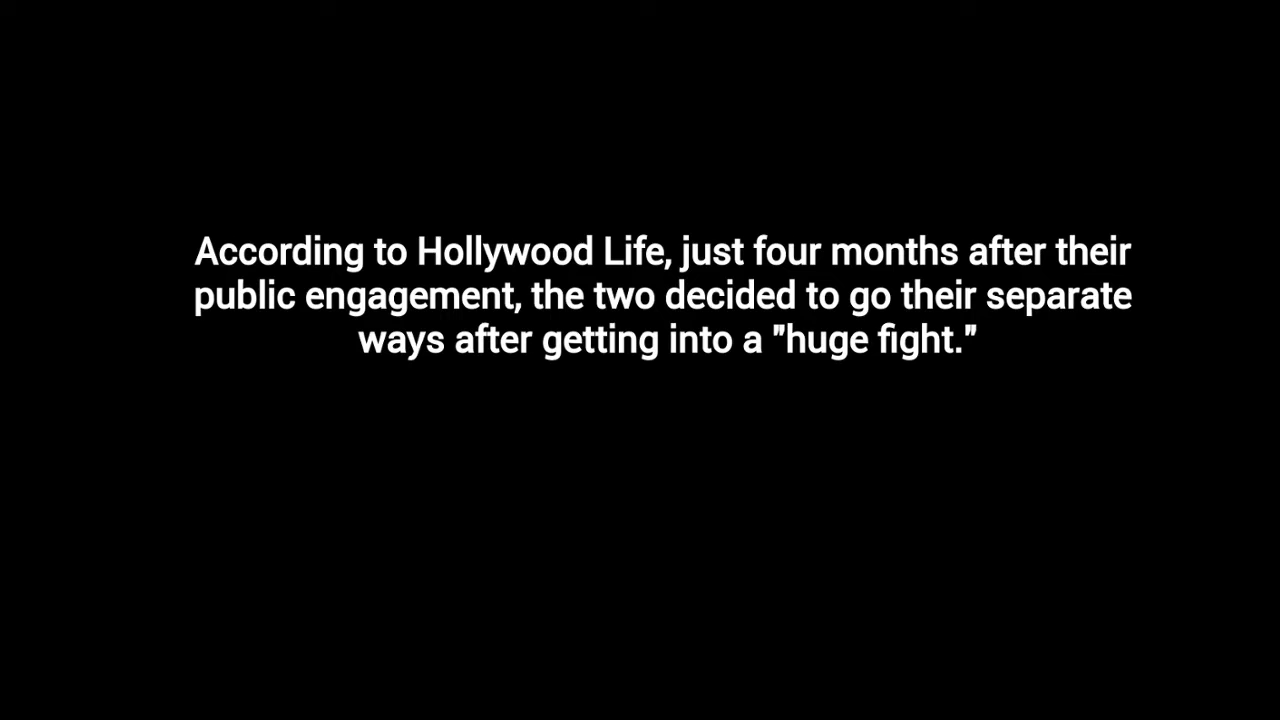 According to Hollywood Life, just four months after their
public engagement, the two decided to go their separate
ways after getting into a "huge fight."